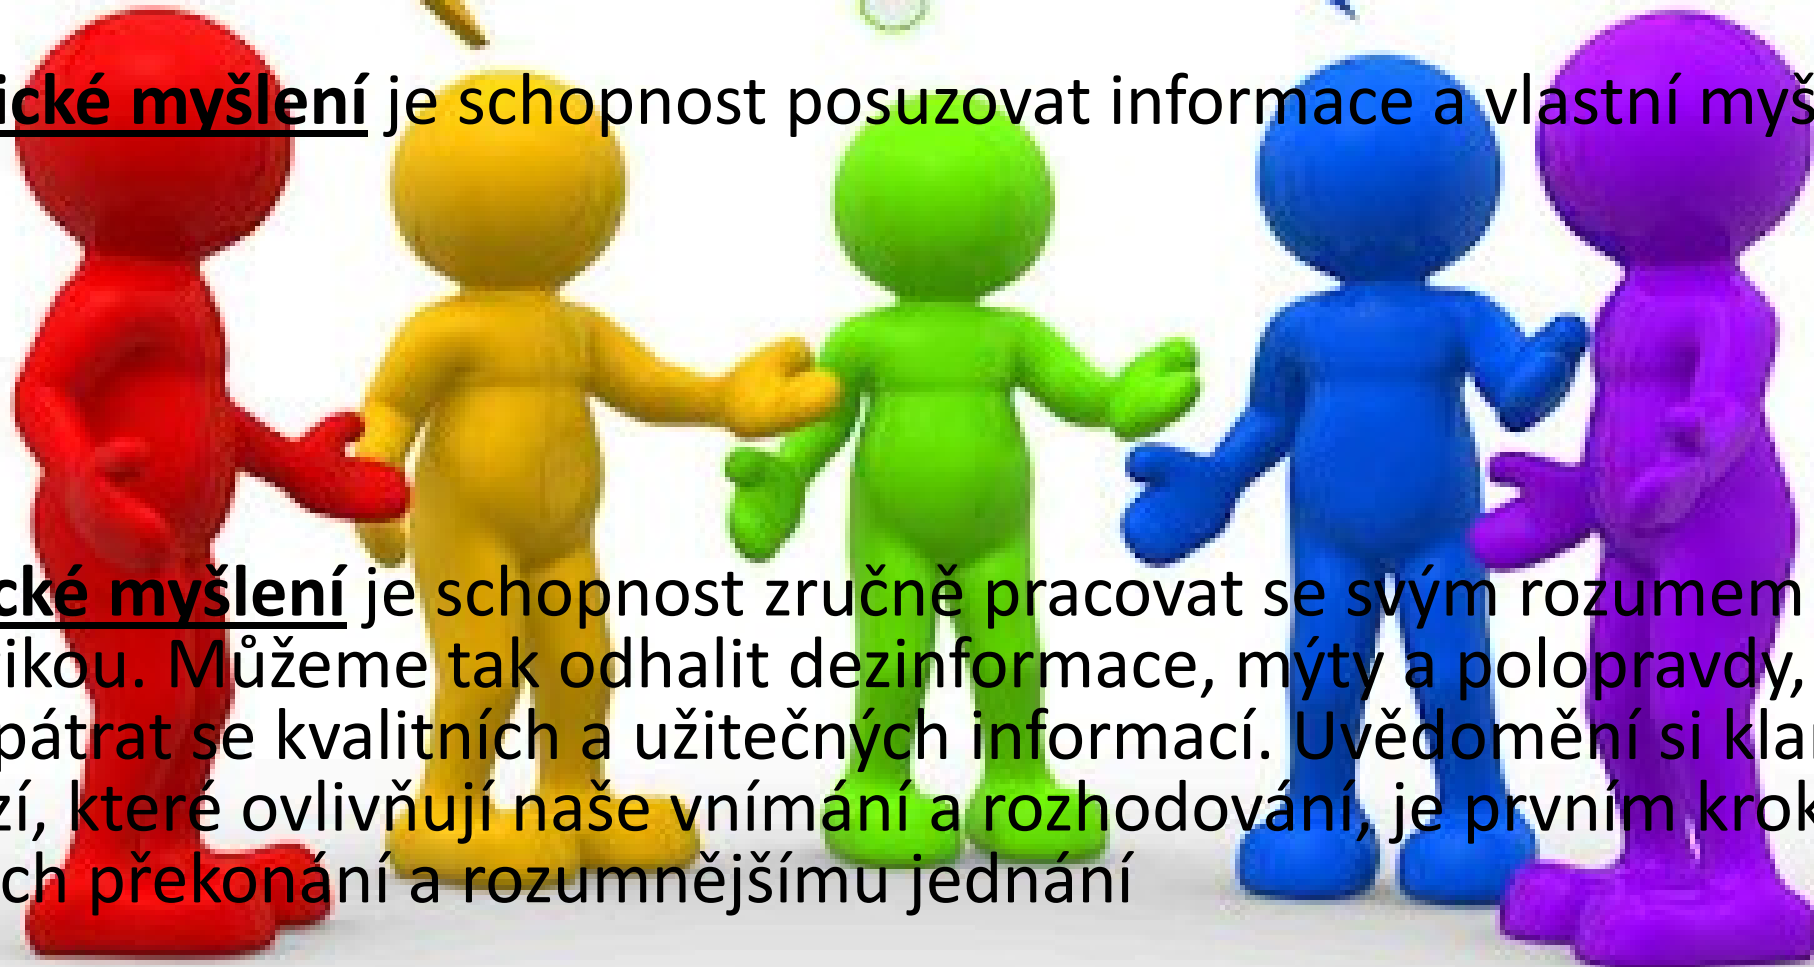 ické myšlení je schopnost posuzovat informace a vlastní myš
cké myšlení je schopnost zručně pracovat se svým rozumem
ikou. Můžeme tak odhalit dezinformace, mýty a polopravdy,
pátrat se kvalitních a užitečných informací. Uvědomění si kla
zí, které ovlivňují naše vnímání a rozhodování, je prvním krok
ch překonání a rozumnějšímu jednání